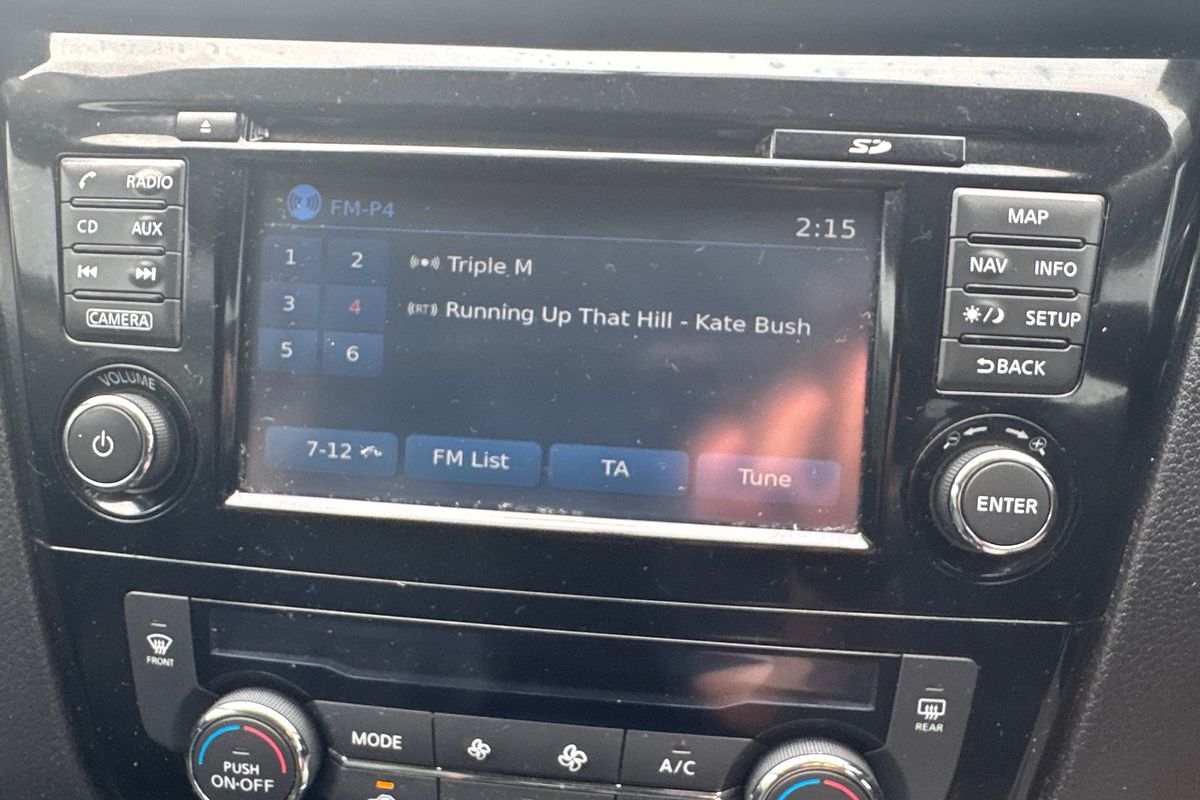 SD
RADIO
CD AUX
CAMERA
VOLUME
FM-P4
2:15
1 2
3 4
5 6
Triple M
(RT) Running Up That Hill - Kate Bush
7-12
FM List
TA
Tune
MAP
NAV INFO
SETUP
BACK
ENTER
FRONT
REAR
PUSH
ON·OFF
MODE
A/C